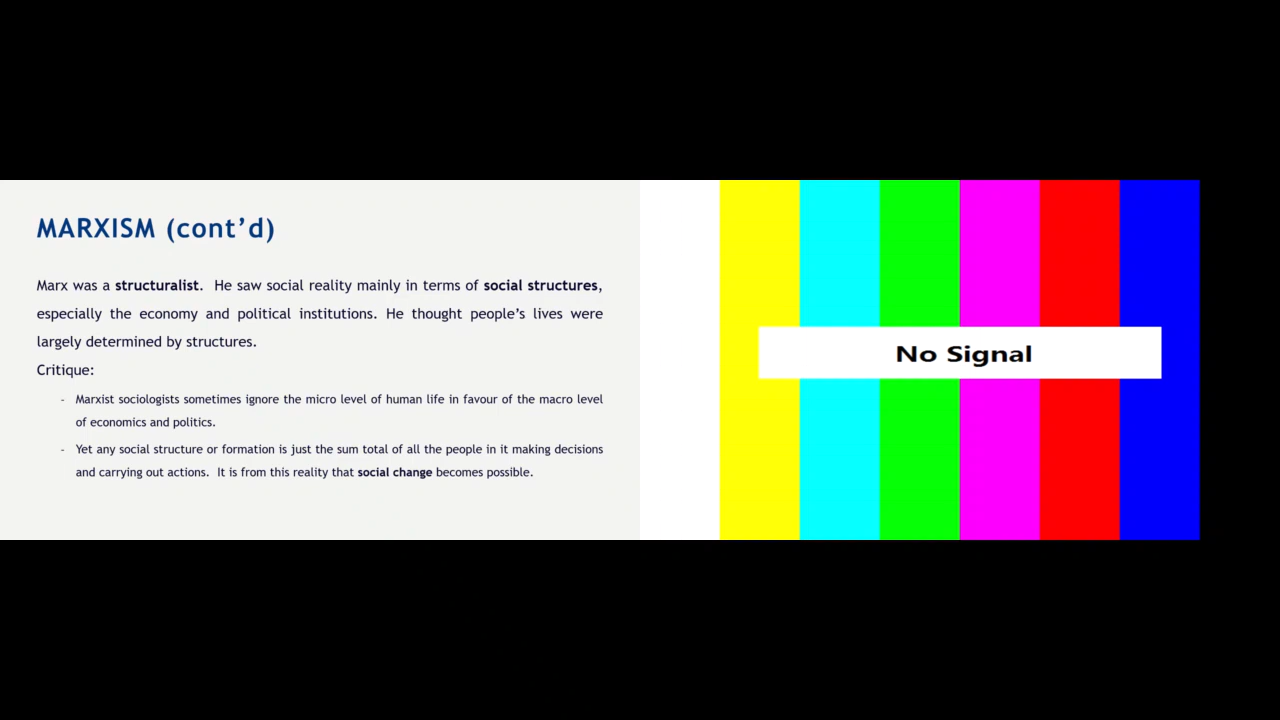 MARXISM (cont’d)
Marx was a structuralist. He saw social reality mainly in terms of social structures,
especially the economy and political institutions. He thought people’s lives were
largely determined by structures.
Critique:
- Marxist sociologists sometimes ignore the micro level of human life in favour of the macro level
of economics and politics.
- Yet any social structure or formation is just the sum total of all the people in it making decisions
and carrying out actions. It is from this reality that social change becomes possible.
No Signal